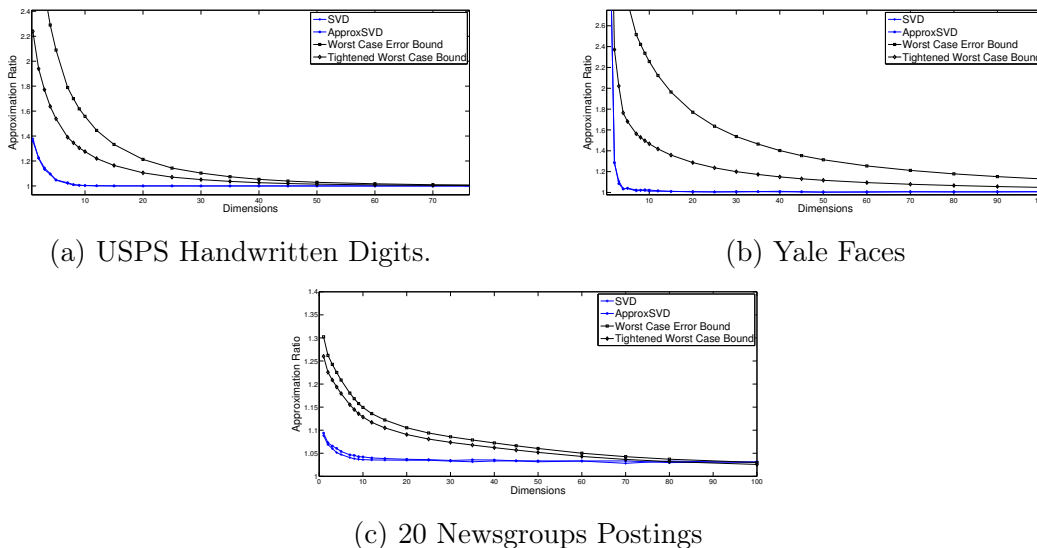 2.4
2.2
2
1.8
1.6
1.4
1.2
1
10 20 30 40 50 60 70
Approximation Ratio
Dimensions
SVD
ApproxSVD
Worst Case Error Bound
Tightened Worst Case Bound
(a) USPS Handwritten Digits.
2.6
2.4
2.2
2
1.8
1.6
1.4
1.2
1
10 20 30 40 50 60 70 80 90 100
Approximation Ratio
Dimensions
SVD
ApproxSVD
Worst Case Error Bound
Tightened Worst Case Bound
(b) Yale Faces
1.4
1.35
1.3
1.25
1.2
1.15
1.1
1.05
1
0 10 20 30 40 50 60 70 80 90 100
Approximation Ratio
Dimensions
SVD
ApproxSVD
Worst Case Error Bound
Tightened Worst Case Bound
(c) 20 Newsgroups Postings